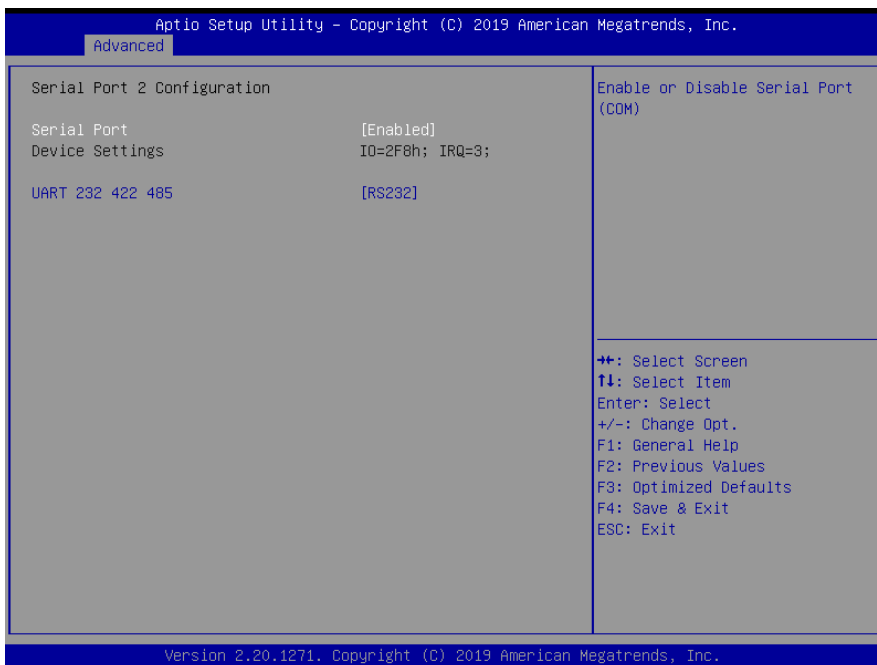 Aptio Setup Utility – Copyright (C) 2019 American Megatrends, Inc.
Advanced
Serial Port 2 Configuration
Serial Port [Enabled]
Device Settings IO=2F8h; IRQ=3;
UART 232 422 485 [RS232]
Enable or Disable Serial Port
(COM)
→←: Select Screen
↑↓: Select Item
Enter: Select
+/-: Change Opt.
F1: General Help
F2: Previous Values
F3: Optimized Defaults
F4: Save & Exit
ESC: Exit
Version 2.20.1271. Copyright (C) 2019 American Megatrends, Inc.